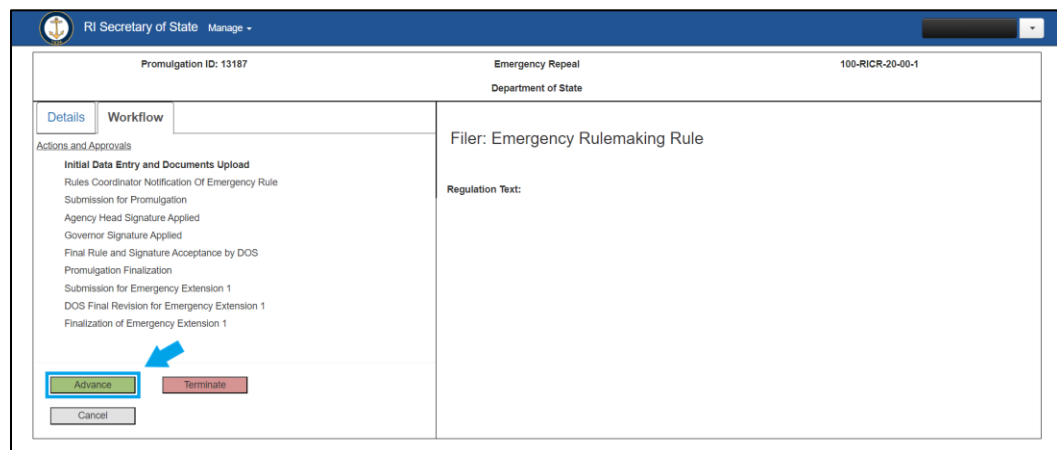 RI Secretary of State Manage
Promulgation ID: 13187 Emergency Repeal 100-RICR-20-00-1
Department of State
Details Workflow
Actions and Approvals
Initial Data Entry and Documents Upload
Rules Coordinator Notification Of Emergency Rule
Submission for Promulgation
Agency Head Signature Applied
Governor Signature Applied
Final Rule and Signature Acceptance by DOS
Promulgation Finalization
Submission for Emergency Extension 1
DOS Final Revision for Emergency Extension 1
Finalization of Emergency Extension 1
Advance Terminate
Cancel
Filer: Emergency Rulemaking Rule
Regulation Text: